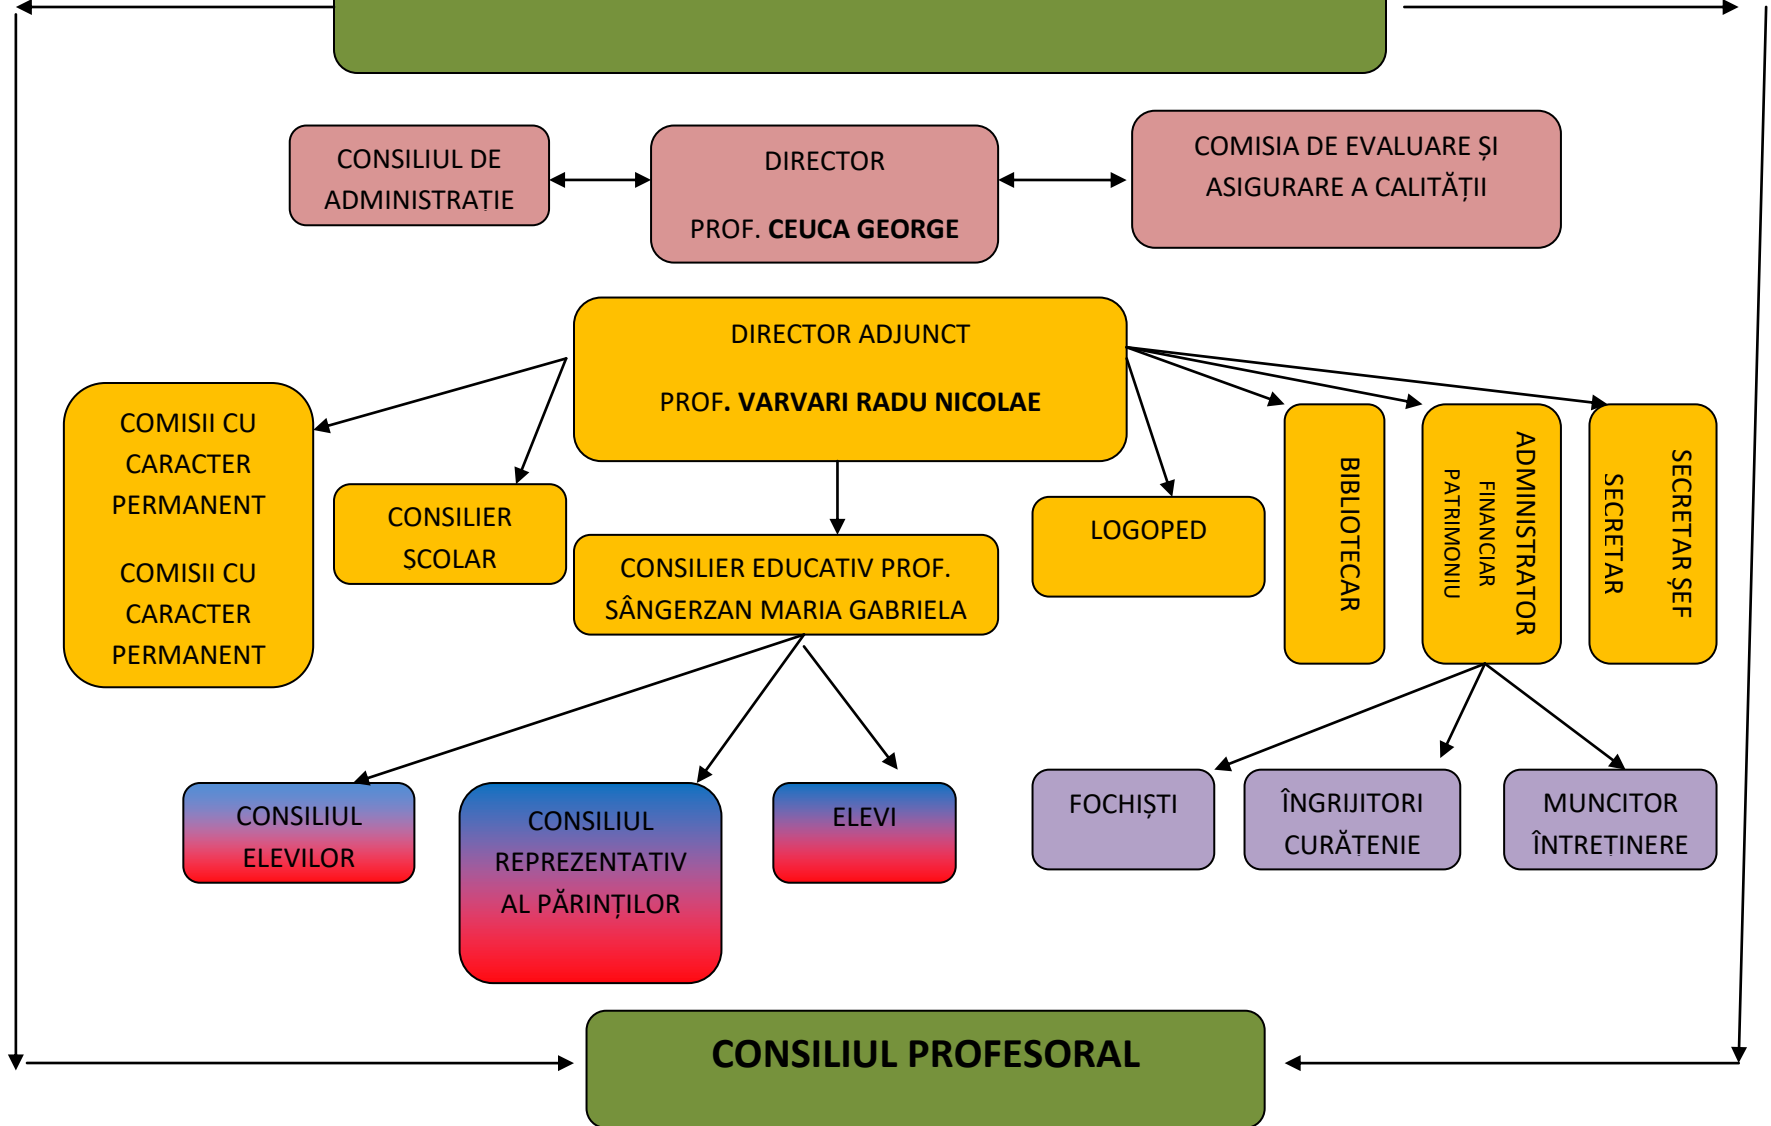 CONSILIUL DE
ADMINISTRAȚIE
DIRECTOR
PROF. CEUCA GEORGE
COMISIA DE EVALUARE ȘI
ASIGURARE A CALITĂȚII
DIRECTOR ADJUNCT
PROF. VARVARI RADU NICOLAE
COMISII CU
CARACTER
PERMANENT
COMISII CU
CARACTER
PERMANENT
CONSILIER
ȘCOLAR
CONSILIER EDUCATIV PROF.
SÂNGERZAN MARIA GABRIELA
LOGOPED
BIBLIOTECAR
ADMINISTRATOR
FINANCIAR
PATRIMONIU
SECRETAR ȘEF
SECRETAR
CONSILIUL
ELEVILOR
CONSILIUL
REPREZENTATIV
AL PĂRINȚILOR
ELEVI
FOCHIȘTI
ÎNGRIJITORI
CURĂȚENIE
MUNCITOR
ÎNTREȚINERE
CONSILIUL PROFESORAL